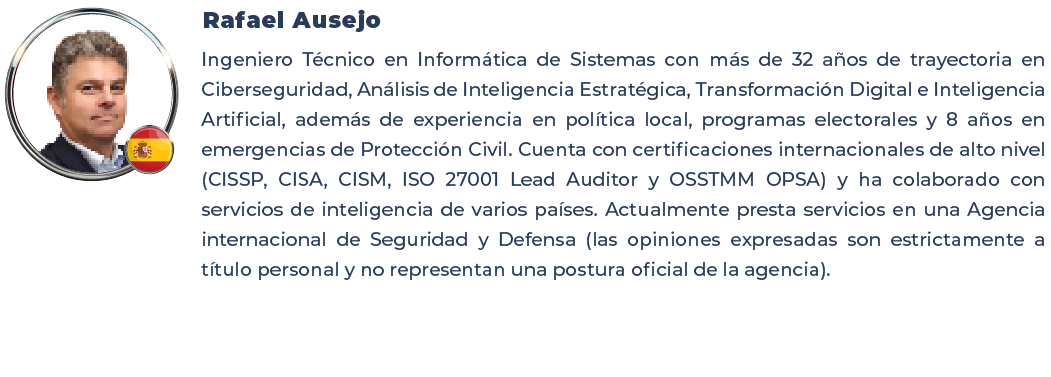 Rafael Ausejo
Ingeniero Técnico en Informática de Sistemas con más de 32 años de trayectoria en
Ciberseguridad, Análisis de Inteligencia Estratégica, Transformación Digital e Inteligencia
Artificial, además de experiencia en política local, programas electorales y 8 años en
emergencias de Protección Civil. Cuenta con certificaciones internacionales de alto nivel
(CISSP, CISA, CISM, ISO 27001 Lead Auditor y OSSTMM OPSA) y ha colaborado con
servicios de inteligencia de varios países. Actualmente presta servicios en una Agencia
internacional de Seguridad y Defensa (las opiniones expresadas son estrictamente a
título personal y no representan una postura oficial de la agencia).